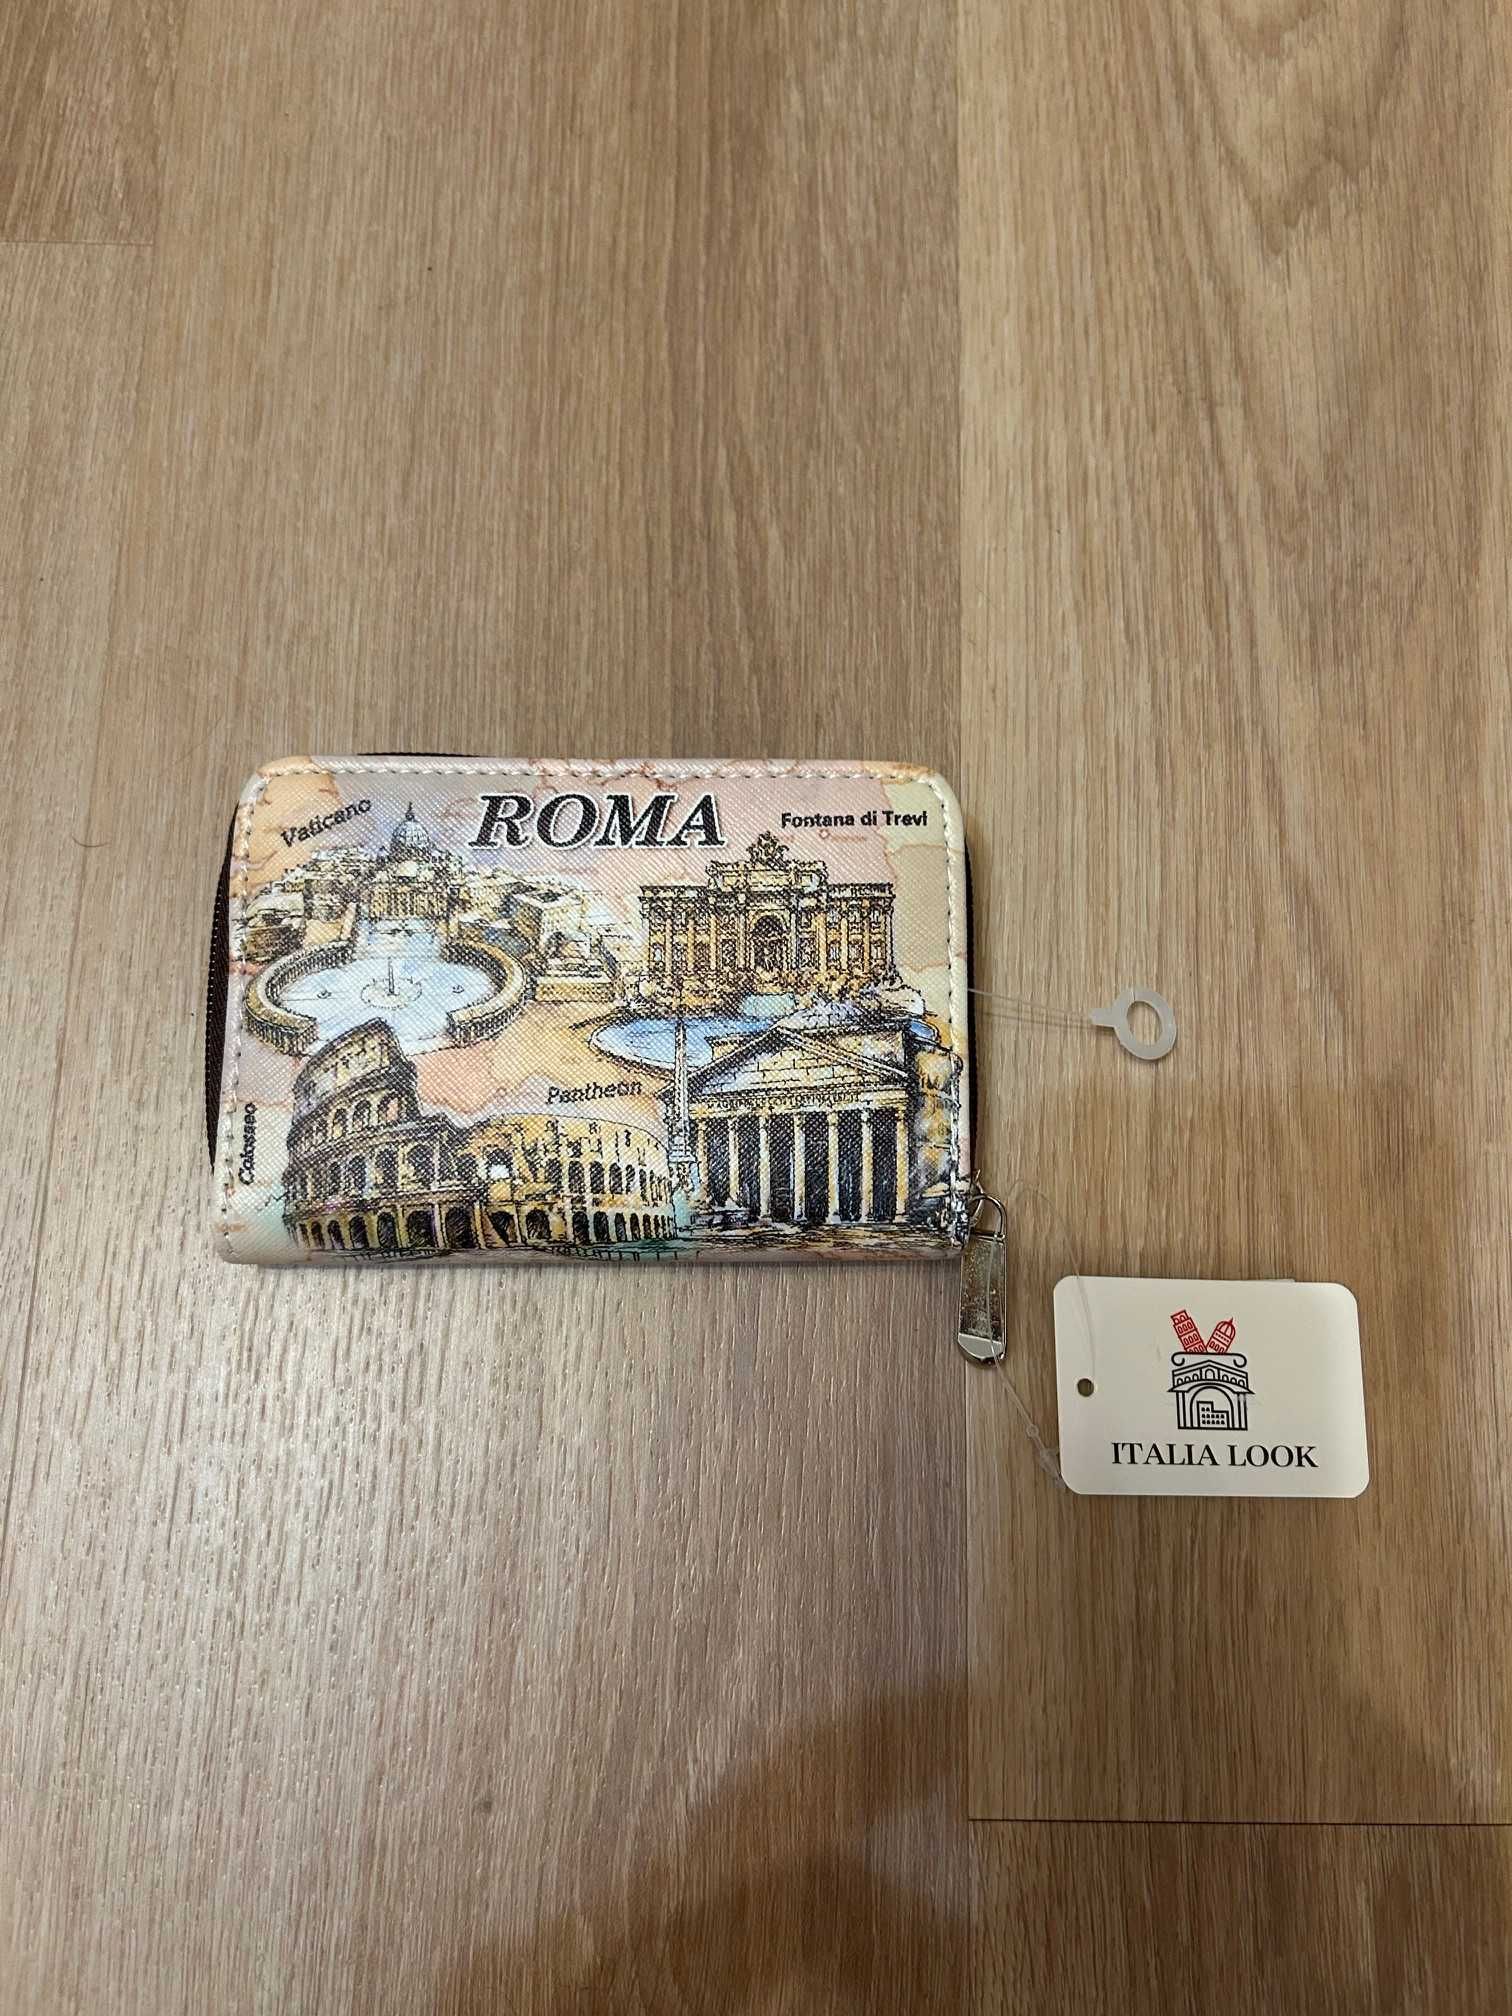 Vaticano
ROMA
Fontana di Trevi
Pantheon
Colosseo
ITALIA LOOK